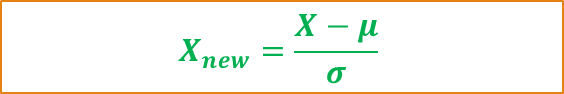 X_new = (X − μ) / σ